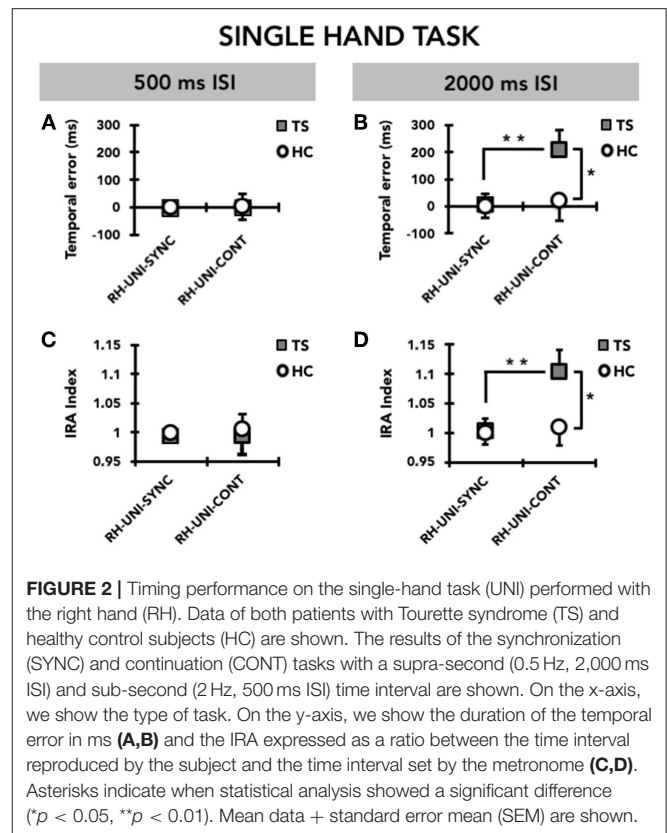 SINGLE HAND TASK
500 ms ISI
2000 ms ISI
A
Temporal error (ms)
300
200
100
0
-100
TS
HC
RH-UNI-SYNC
RH-UNI-CONT
B
Temporal error (ms)
300
200
100
0
-100
* *
*
TS
HC
RH-UNI-SYNC
RH-UNI-CONT
C
IRA Index
1.15
1.1
1.05
1
0.95
TS
HC
RH-UNI-SYNC
RH-UNI-CONT
D
IRA Index
1.15
1.1
1.05
1
0.95
* *
*
TS
HC
RH-UNI-SYNC
RH-UNI-CONT
FIGURE 2 | Timing performance on the single-hand task (UNI) performed with
the right hand (RH). Data of both patients with Tourette syndrome (TS) and
healthy control subjects (HC) are shown. The results of the synchronization
(SYNC) and continuation (CONT) tasks with a supra-second (0.5 Hz, 2,000 ms
ISI) and sub-second (2 Hz, 500 ms ISI) time interval are shown. On the x-axis,
we show the type of task. On the y-axis, we show the duration of the temporal
error in ms (A,B) and the IRA expressed as a ratio between the time interval
reproduced by the subject and the time interval set by the metronome (C,D).
Asterisks indicate when statistical analysis showed a significant difference
(*p < 0.05, **p < 0.01). Mean data + standard error mean (SEM) are shown.